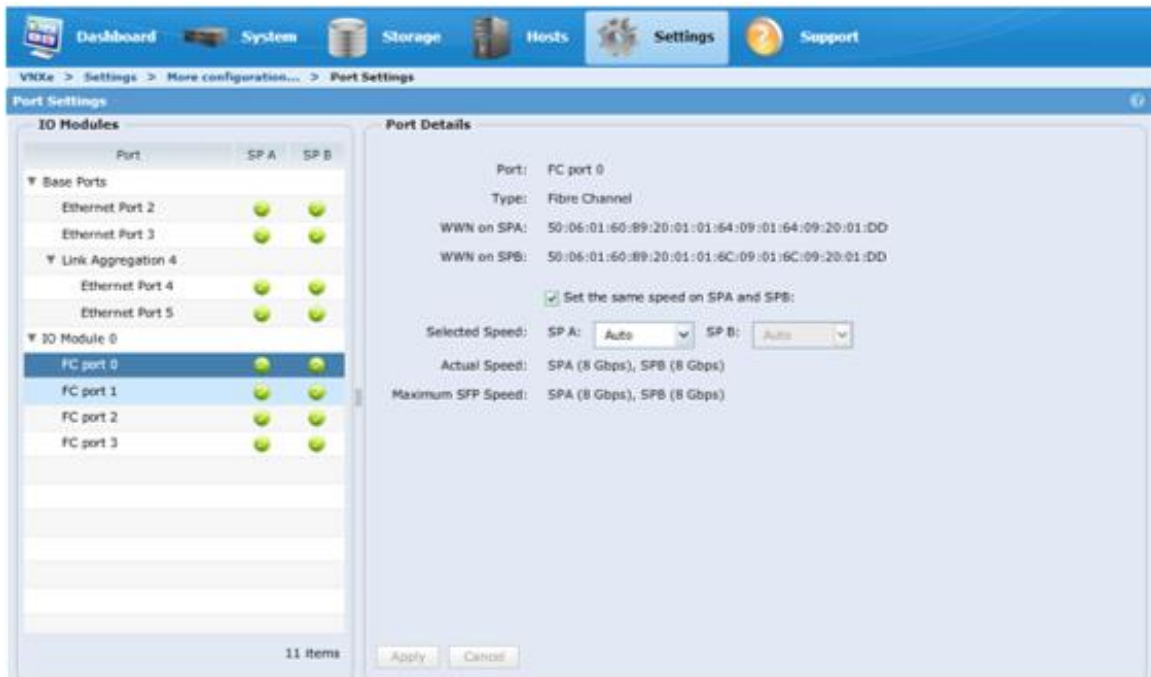 Dashboard System Storage Hosts Settings Support
VNXe > Settings > More configuration... > Port Settings
Port Settings
IO Modules
Port SP A SP B
Base Ports
Ethernet Port 2
Ethernet Port 3
Link Aggregation 4
Ethernet Port 4
Ethernet Port 5
IO Module 0
FC port 0
FC port 1
FC port 2
FC port 3
11 items
Port Details
Port: FC port 0
Type: Fibre Channel
WWN on SPA: 50:06:01:60:89:20:01:01:64:09:01:64:09:20:01:DD
WWN on SPB: 50:06:01:60:89:20:01:01:6C:09:01:6C:09:20:01:DD
Set the same speed on SPA and SPB:
Selected Speed: SP A: Auto SP B: Auto
Actual Speed: SPA (8 Gbps), SPB (8 Gbps)
Maximum SFP Speed: SPA (8 Gbps), SPB (8 Gbps)
Apply Cancel